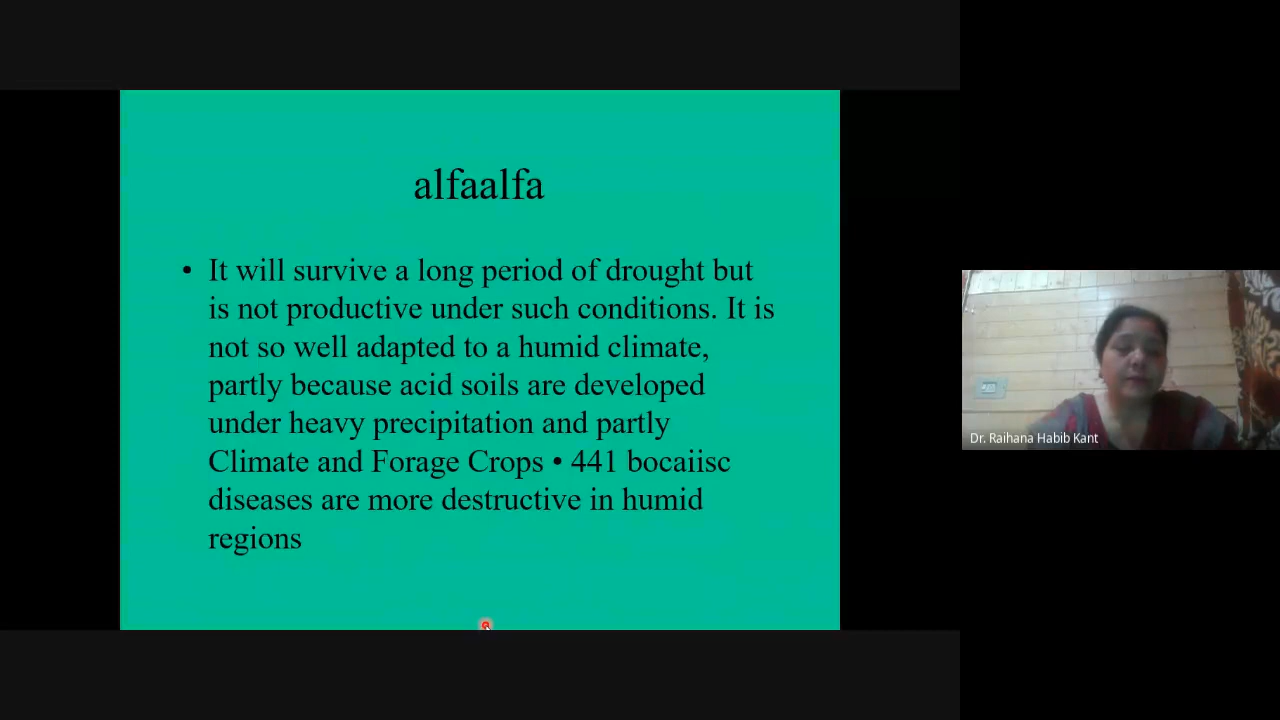 alfaalfa
• It will survive a long period of drought but
is not productive under such conditions. It is
not so well adapted to a humid climate,
partly because acid soils are developed
under heavy precipitation and partly
Climate and Forage Crops • 441 bocaiisc
diseases are more destructive in humid
regions
Dr. Raihana Habib Kant